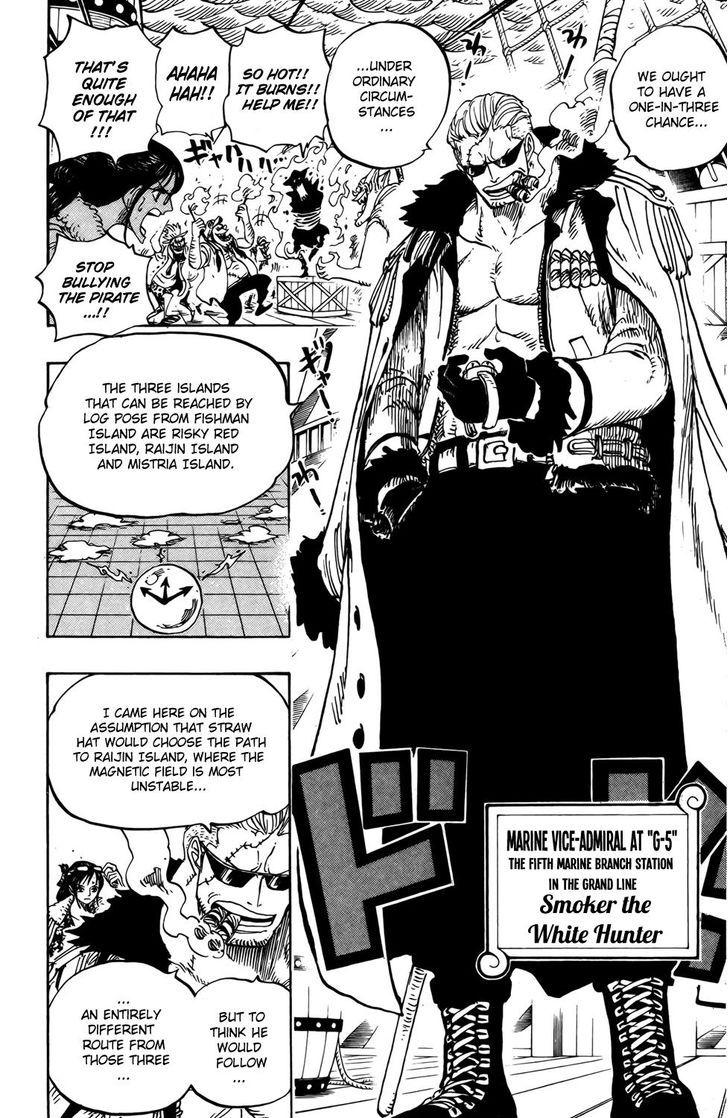 WE OUGHT
TO HAVE A
ONE-IN-THREE
CHANCE...
...UNDER
ORDINARY
CIRCUM-
STANCES
...
SO HOT!!
IT BURNS!!
HELP ME!!
AHAHA
HAH!!
THAT'S
QUITE
ENOUGH
OF THAT
!!!
STOP
BULLYING
THE PIRATE
...!!
THE THREE ISLANDS
THAT CAN BE REACHED BY
LOG POSE FROM FISHMAN
ISLAND ARE RISKY RED
ISLAND, RAIJIN ISLAND
AND MISTRIA ISLAND.
I CAME HERE ON THE
ASSUMPTION THAT STRAW
HAT WOULD CHOOSE THE PATH
TO RAIJIN ISLAND, WHERE THE
MAGNETIC FIELD IS MOST
UNSTABLE...
BUT TO
THINK HE
WOULD
FOLLOW
...
...
AN ENTIRELY
DIFFERENT
ROUTE FROM
THOSE THREE
...
ド
MARINE VICE-ADMIRAL AT "G-5"
THE FIFTH MARINE BRANCH STATION
IN THE GRAND LINE
Smoker the
White Hunter